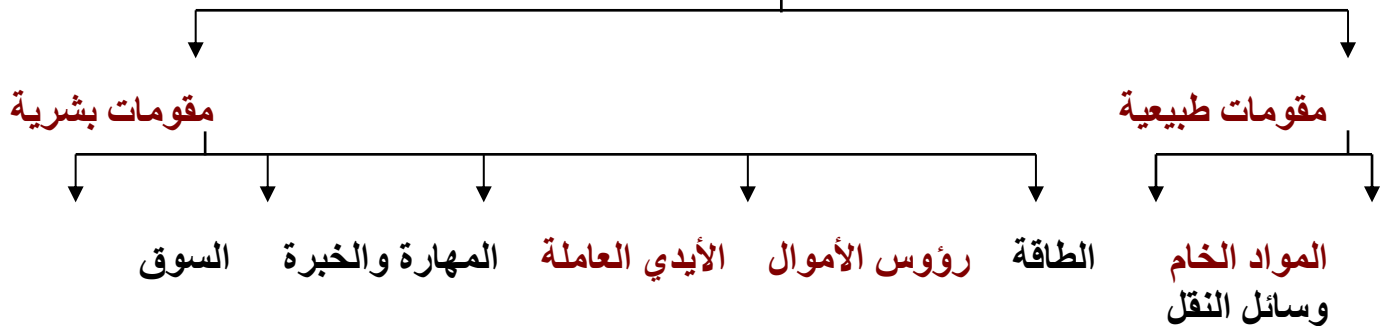 مقومات طبيعية
مقومات بشرية
المواد الخام الطاقة رؤوس الأموال الأيدي العاملة المهارة والخبرة السوق
وسائل النقل